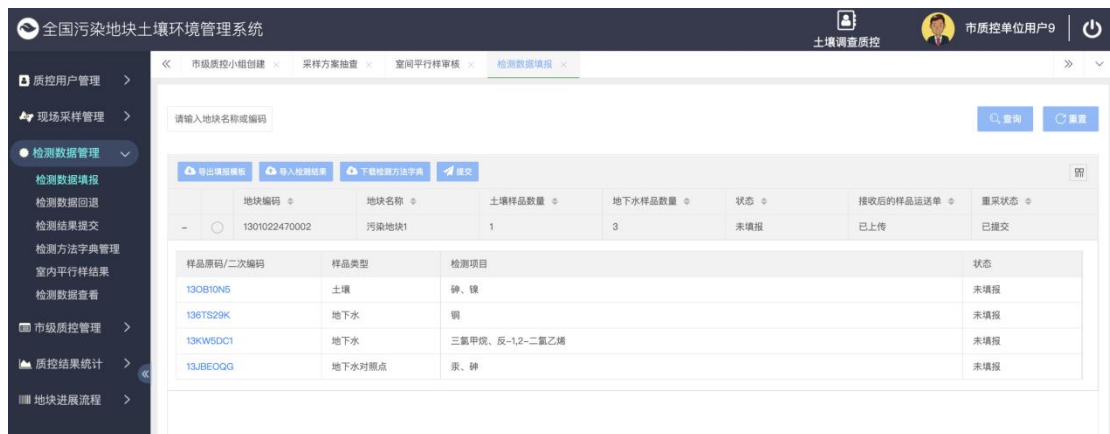 全国污染地块土壤环境管理系统
土壤调查质控
市质控单位用户9
市级质控小组创建 采样方案抽查 室间平行样审核 检测数据填报
质控用户管理
现场采样管理
检测数据管理
检测数据填报
检测数据回退
检测结果提交
检测方法字典管理
室内平行样结果
检测数据查看
市级质控管理
质控结果统计
地块进展流程
请输入地块名称或编码
查询 重置
导出填报模板 导入检测结果 下载检测方法字典 提交
地块编码 地块名称 土壤样品数量 地下水样品数量 状态 接收后的样品运送单 重采状态
1301022470002 污染地块1 1 3 未填报 已上传 已提交
样品原码/二次编码 样品类型 检测项目 状态
13OB10N5 土壤 砷、镍 未填报
136TS29K 地下水 铜 未填报
13KW5DC1 地下水 三氯甲烷、反-1,2-二氯乙烯 未填报
13JBEOQG 地下水对照点 汞、砷 未填报